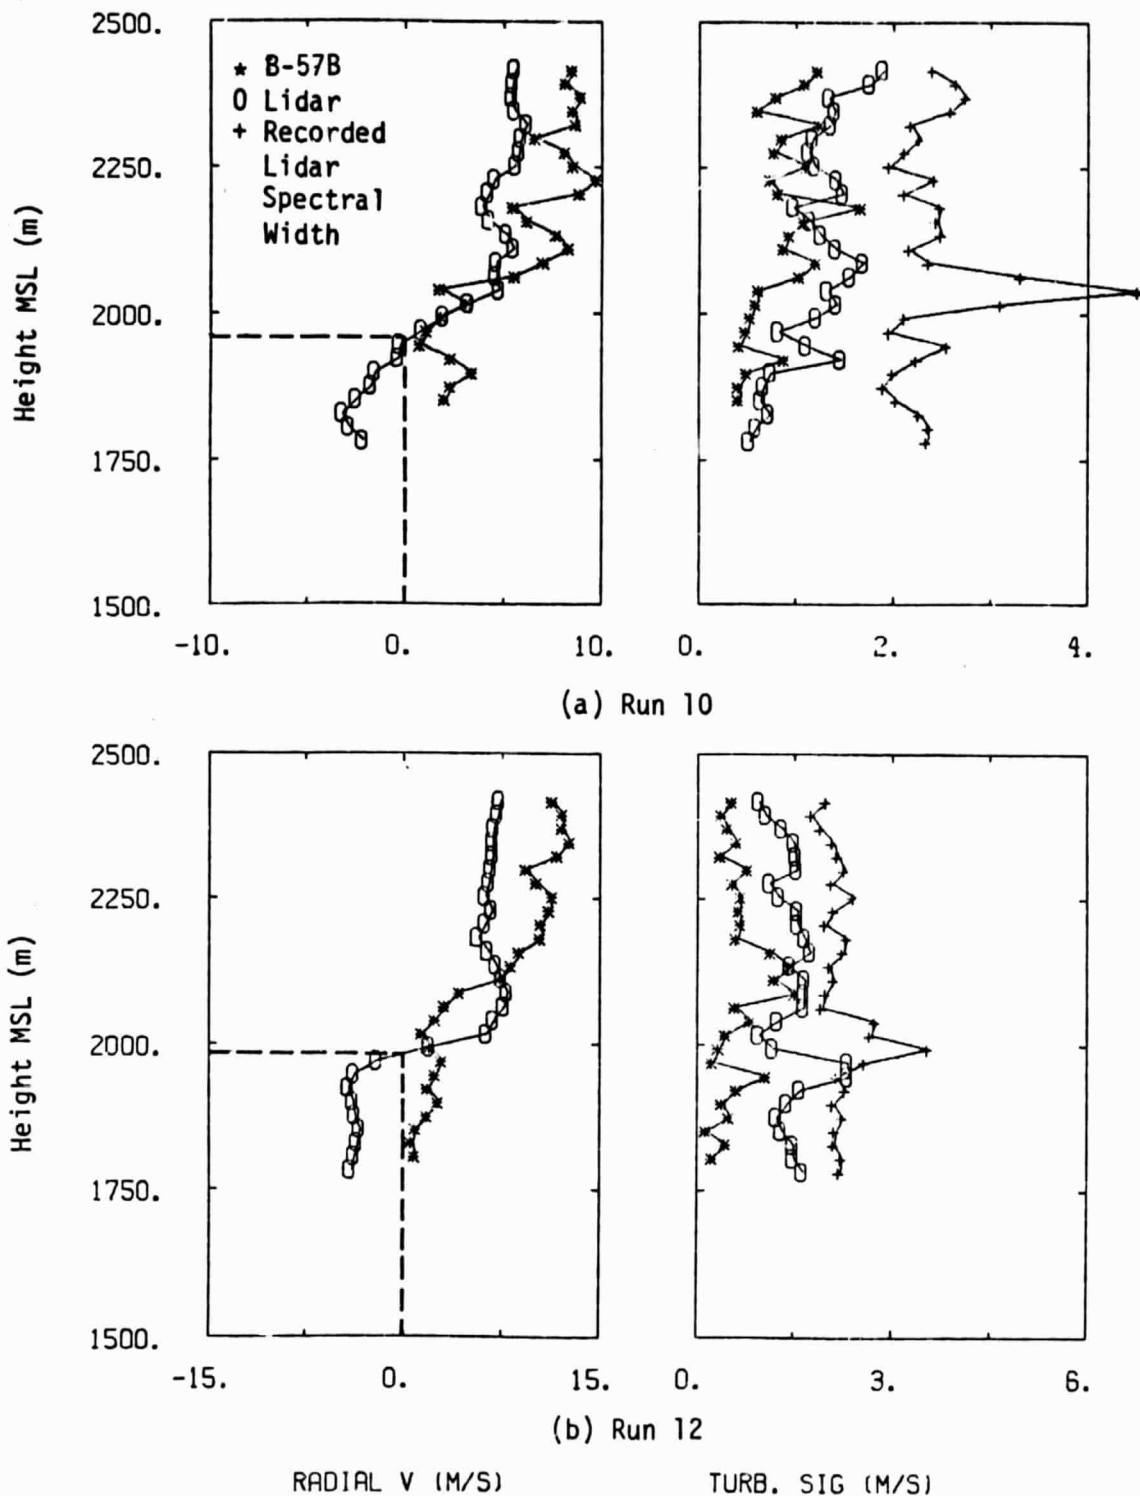 2500.
* B-57B
0 Lidar
+ Recorded
Lidar
Spectral
Width
2250.
2000.
1750.
1500.
Height MSL (m)
-10. 0. 10. 0. 2. 4.
(a) Run 10
2500.
2250.
2000.
1750.
1500.
Height MSL (m)
-15. 0. 15. 0. 3. 6.
(b) Run 12
RADIAL V (M/S) TURB. SIG (M/S)